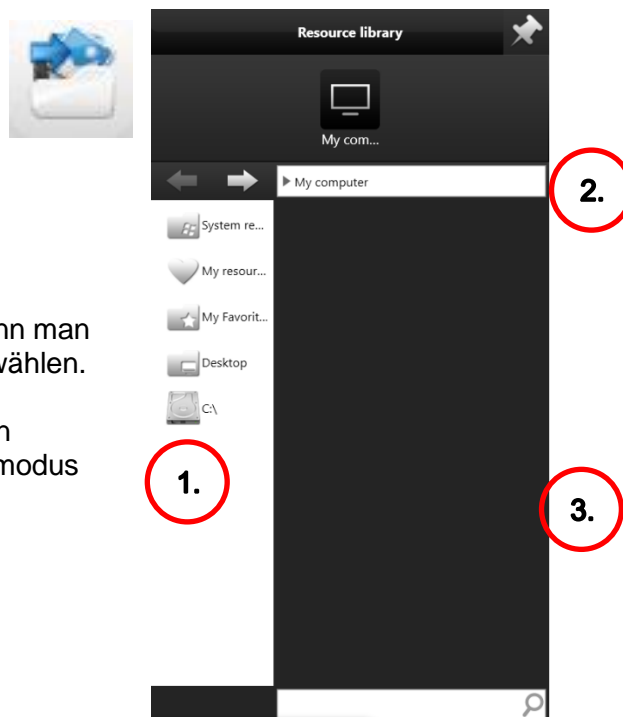 Resource library
My com...
My computer
2.
System re...
My resour...
My Favorit...
Desktop
C:\
1.
3.
nn man
wählen.
modus